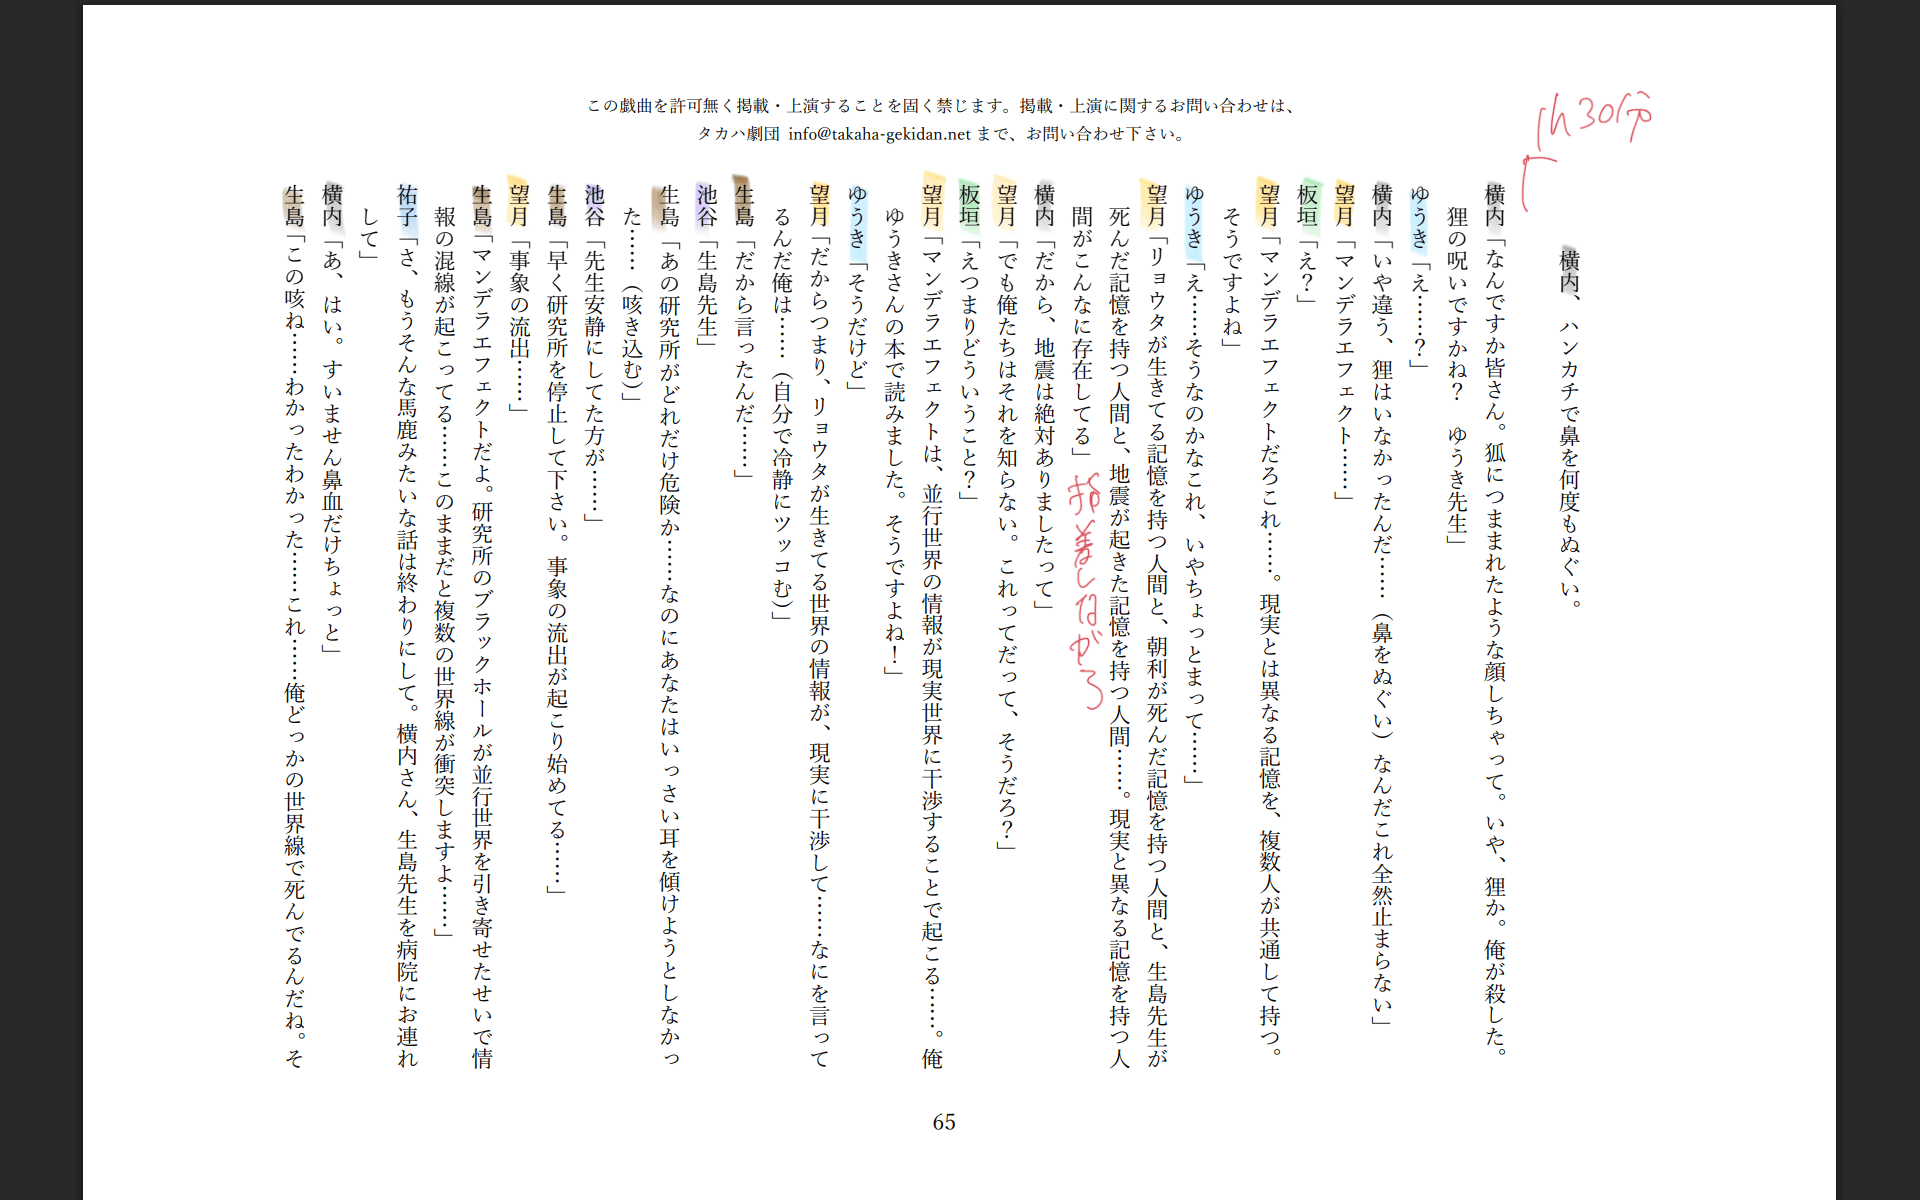 この戯曲を許可無く掲載・上演することを固く禁じます。掲載・上演に関するお問い合わせは、
タカハ劇団 info@takaha-gekidan.net まで、お問い合わせ下さい。
1h30分
横内、ハンカチで鼻を何度もぬぐい。
横内「なんですか皆さん。狐につままれたような顔しちゃって。いや、狸か。俺が殺した。
狸の呪いですかね？　ゆうき先生」
ゆうき「え……？」
横内「いや違う、狸はいなかったんだ……（鼻をぬぐい）なんだこれ全然止まらない」
望月「マンデラエフェクト……」
板垣「え？」
望月「マンデラエフェクトだろこれ……。現実とは異なる記憶を、複数人が共通して持つ。
そうですよね」
ゆうき「え……そうなのかなこれ、いやちょっとまって……」
望月「リョウタが生きてる記憶を持つ人間と、朝利が死んだ記憶を持つ人間と、生島先生が
死んだ記憶を持つ人間と、地震が起きた記憶を持つ人間……。現実と異なる記憶を持つ人
間がこんなに存在してる」
指差しながら
横内「だから、地震は絶対ありましたって」
望月「でも俺たちはそれを知らない。これってだって、そうだろ？」
板垣「えつまりどういうこと？」
望月「マンデラエフェクトは、並行世界の情報が現実世界に干渉することで起こる……。俺
ゆうきさんの本で読みました。そうですよね！」
ゆうき「そうだけど」
望月「だからつまり、リョウタが生きてる世界の情報が、現実に干渉して……なにを言って
るんだ俺は……（自分で冷静にツッコむ）」
生島「だから言ったんだ……」
池谷「生島先生」
生島「あの研究所がどれだけ危険か……なのにあなたはいっさい耳を傾けようとしなかっ
た……（咳き込む）」
池谷「先生安静にしてた方が……」
生島「早く研究所を停止して下さい。事象の流出が起こり始めてる……」
望月「事象の流出……」
生島「マンデラエフェクトだよ。研究所のブラックホールが並行世界を引き寄せたせいで情
報の混線が起こってる……このままだと複数の世界線が衝突しますよ……」
祐子「さ、もうそんな馬鹿みたいな話は終わりにして。横内さん、生島先生を病院にお連れ
して」
横内「あ、はい。すいません鼻血だけちょっと」
生島「この咳ね……わかったわかった……これ……俺どっかの世界線で死んでるんだね。そ
65